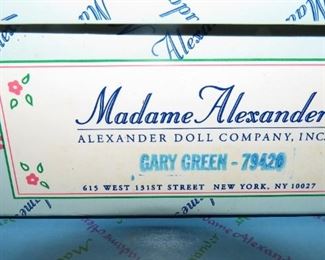 Madame Alexander
ALEXANDER DOLL COMPANY, INC.
GARY GREEN - 79420
615 WEST 131ST STREET NEW YORK, NY 10027